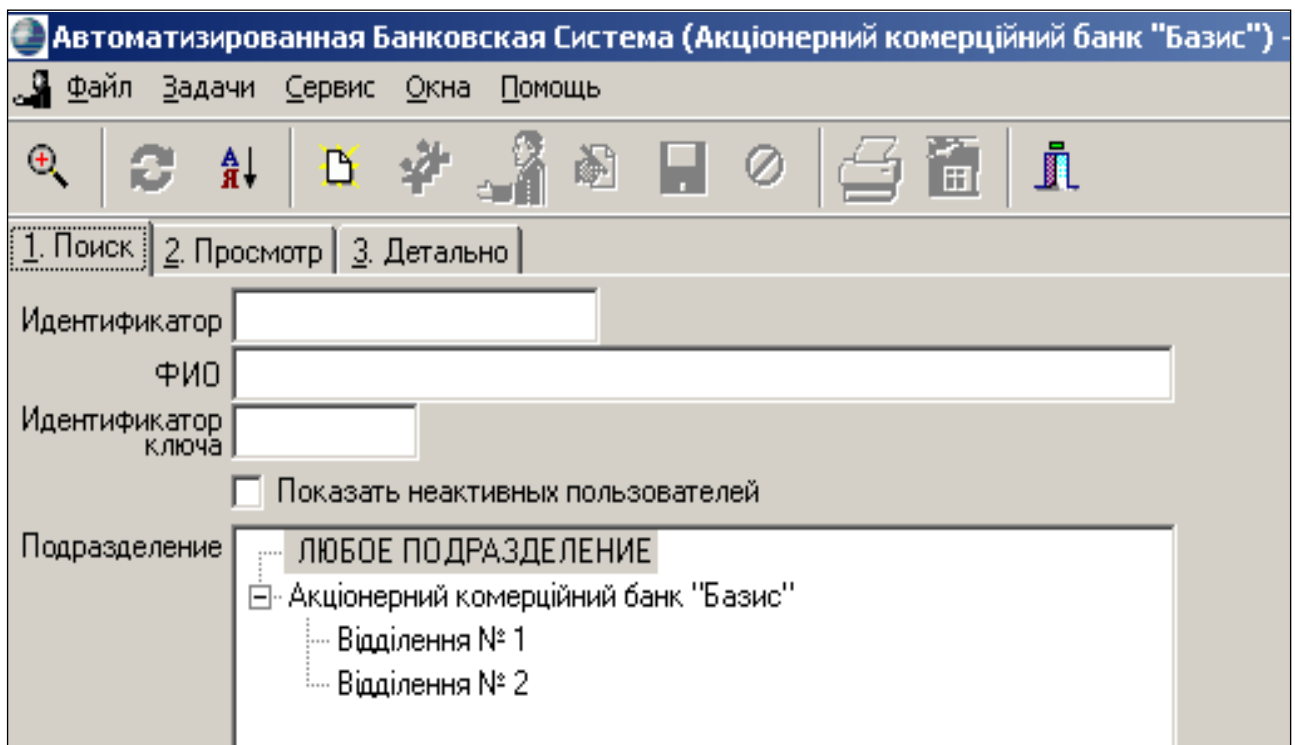 Автоматизированная Банковская Система (Акціонерний комерційний банк "Базис") -
Файл Задачи Сервис Окна Помощь
А
Я
1. Поиск 2. Просмотр 3. Детально
Идентификатор
ФИО
Идентификатор
ключа
Показать неактивных пользователей
Подразделение
ЛЮБОЕ ПОДРАЗДЕЛЕНИЕ
Акціонерний комерційний банк "Базис"
Відділення № 1
Відділення № 2